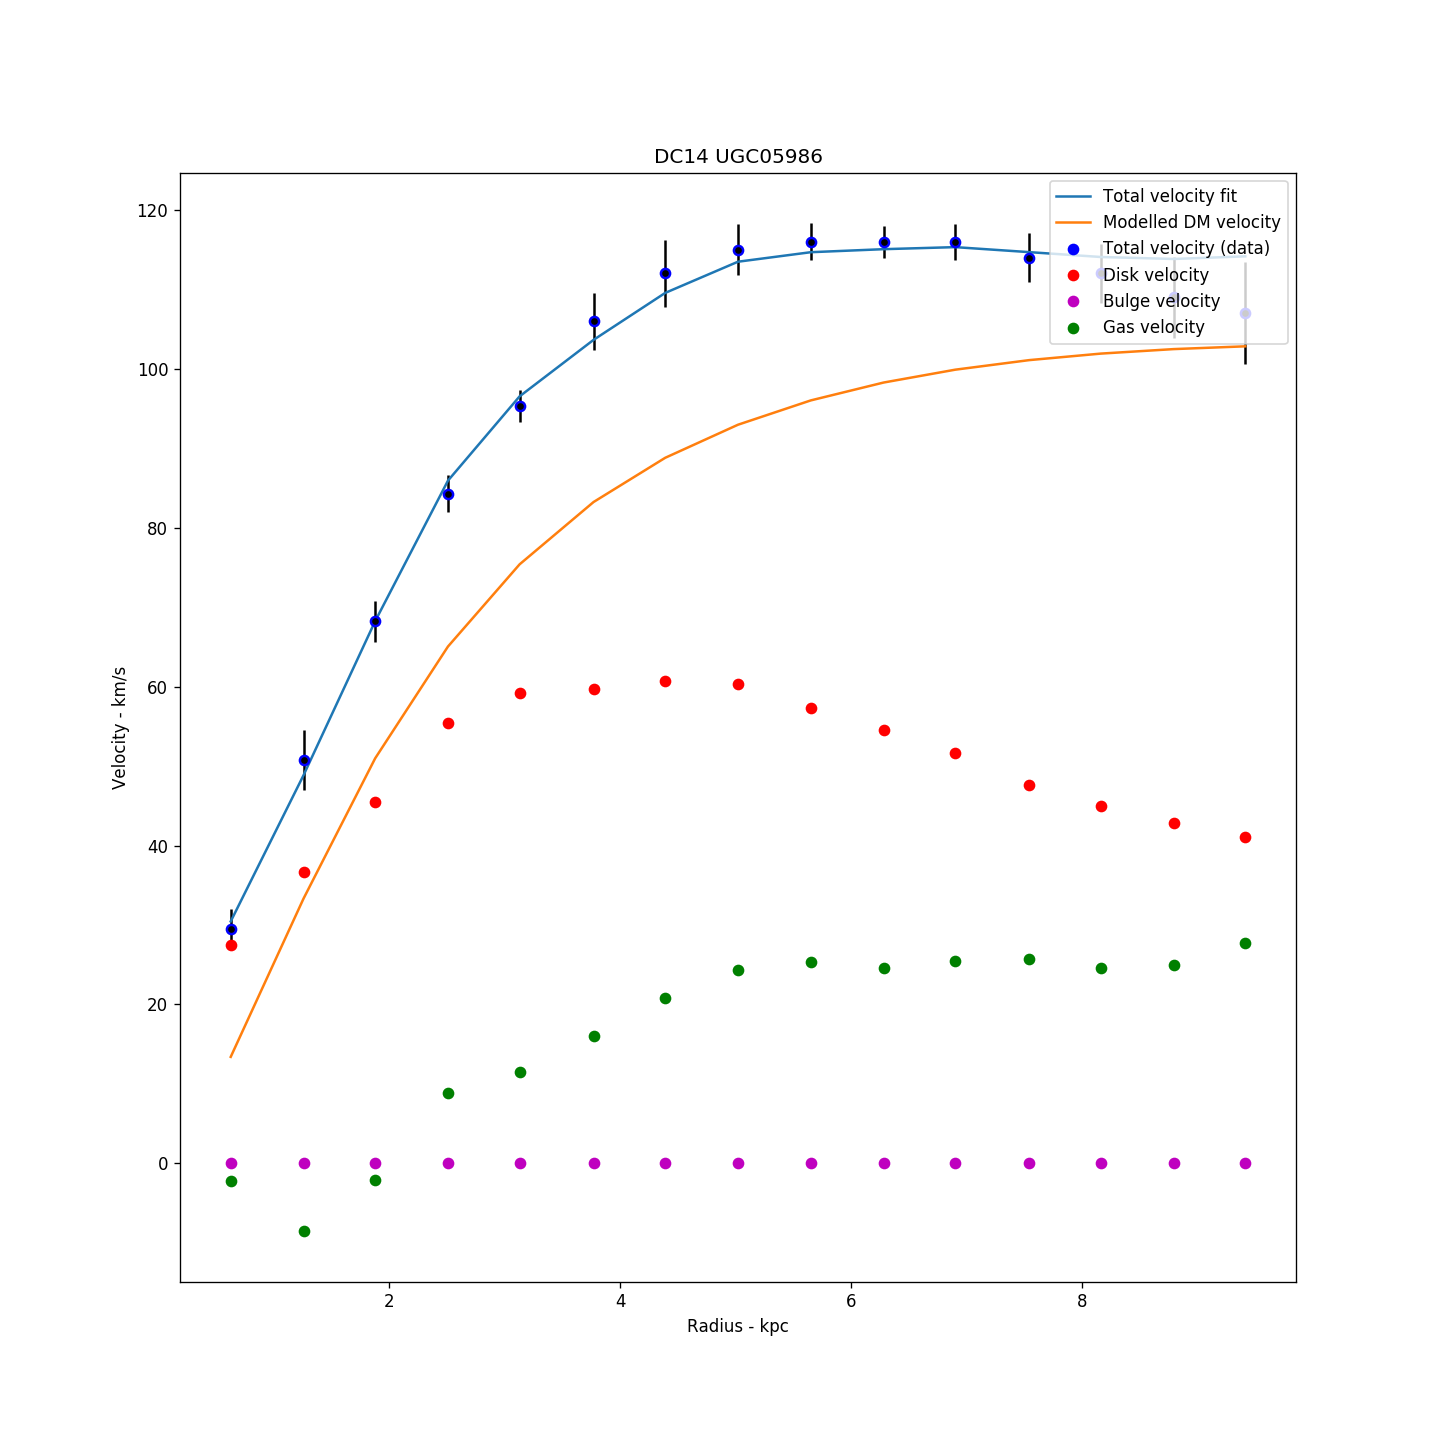 DC14 UGC05986
Total velocity fit
Modelled DM velocity
Total velocity (data)
Disk velocity
Bulge velocity
Gas velocity
120
100
80
60
40
20
0
Velocity - km/s
2 4 6 8
Radius - kpc